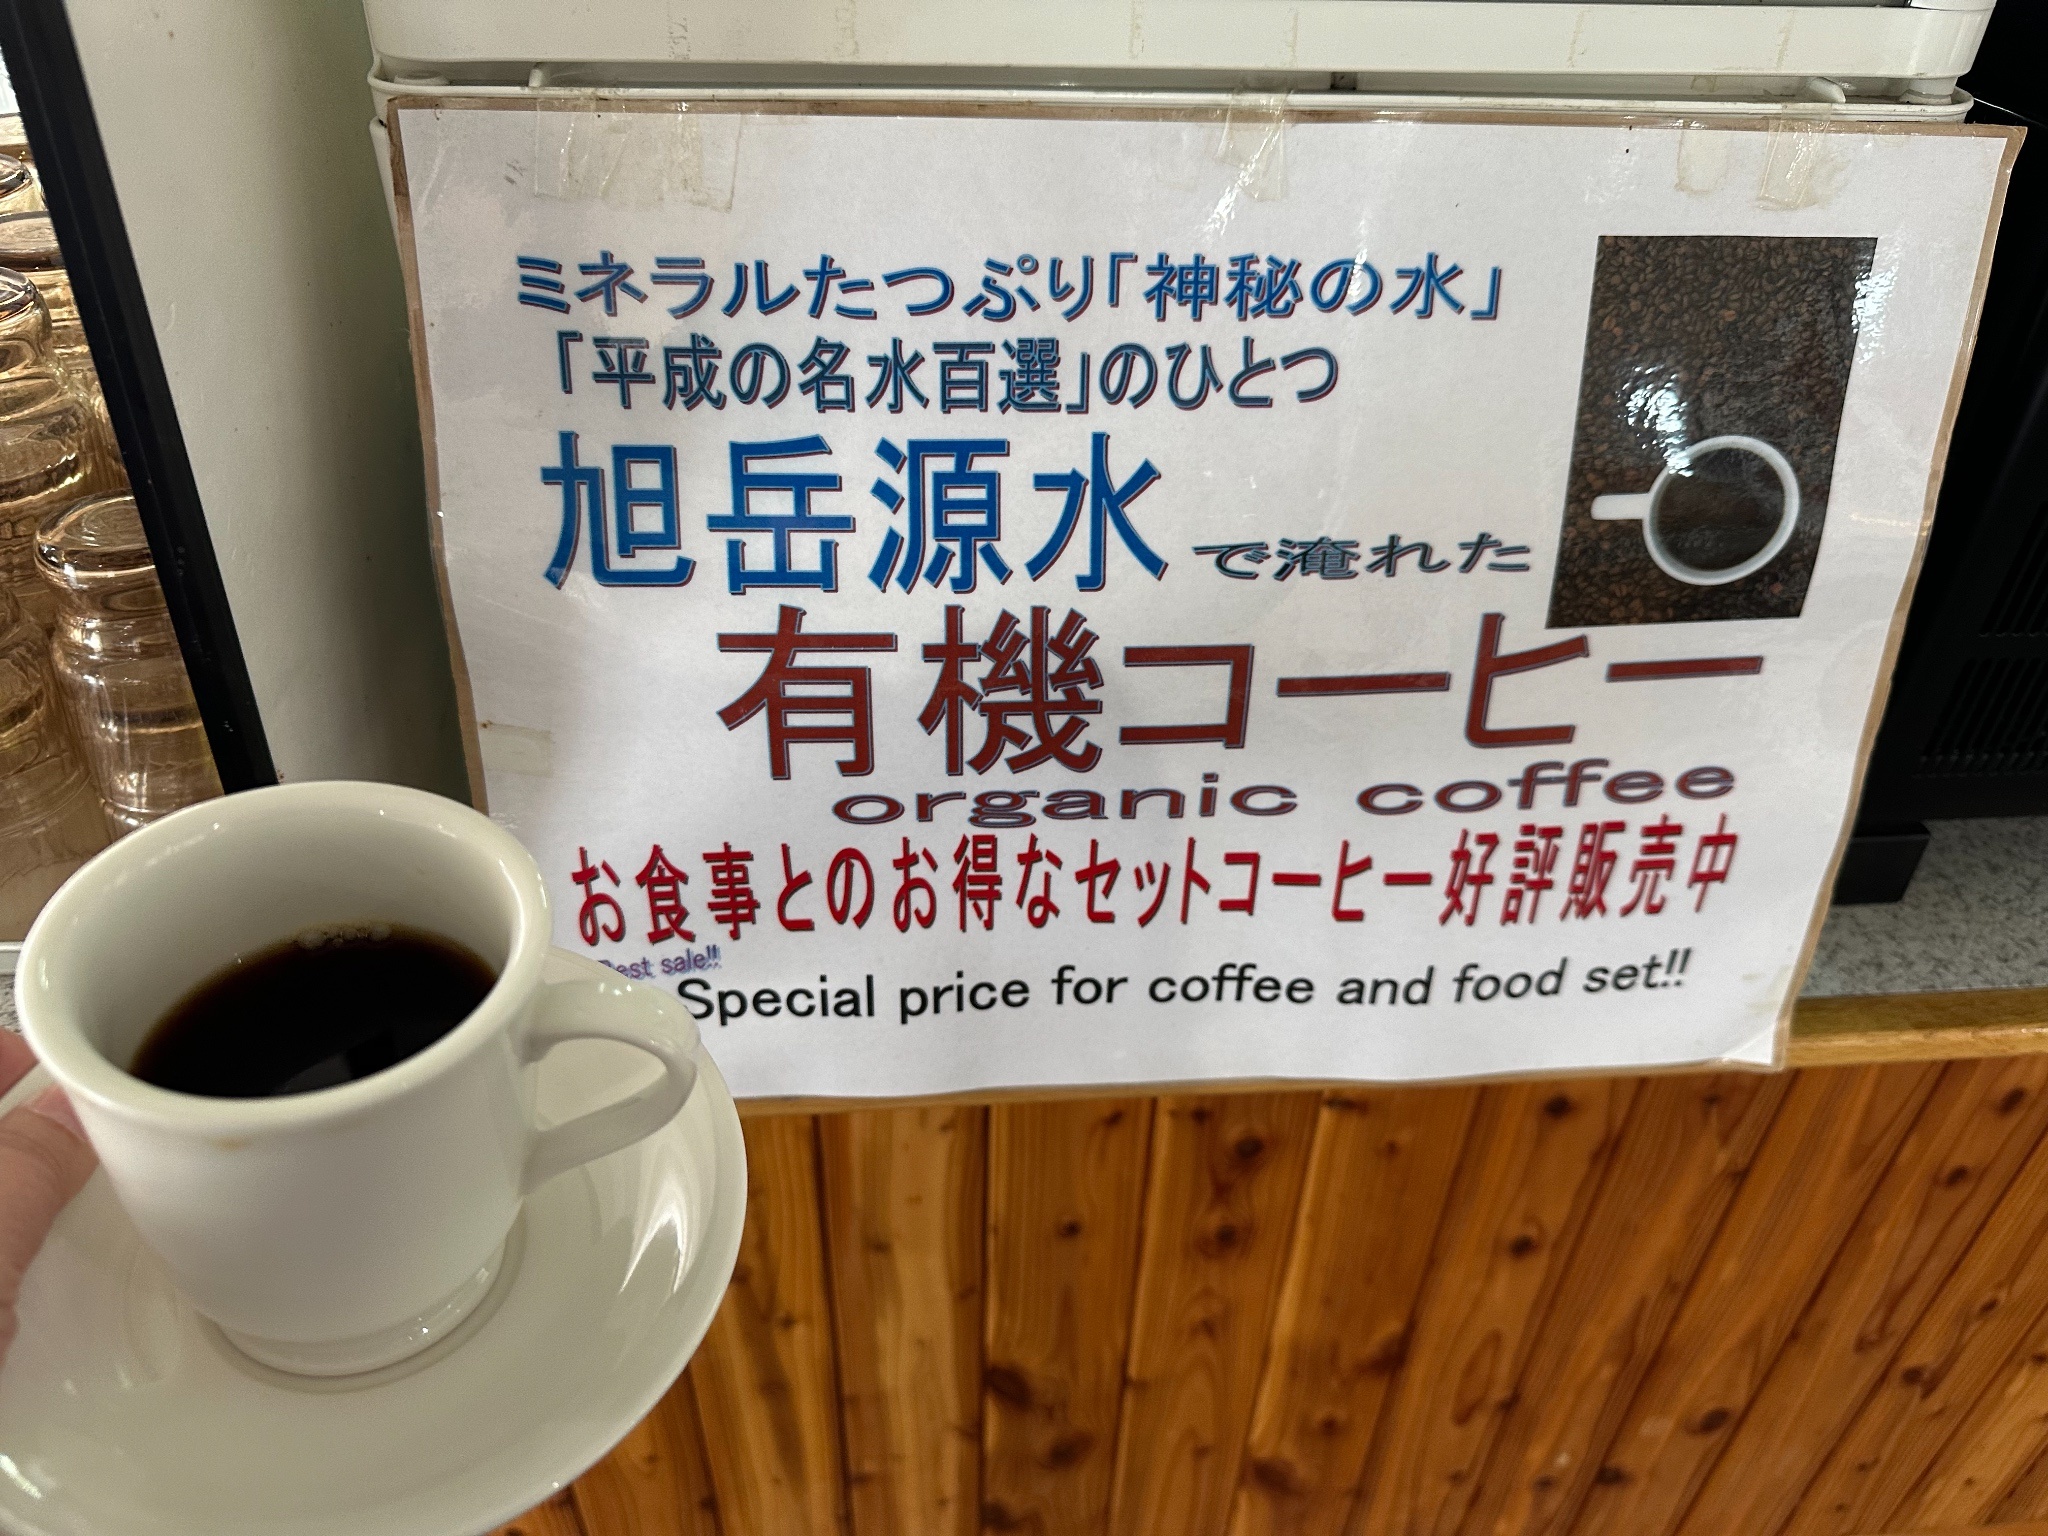 ミネラルたっぷり「神秘の水」
「平成の名水百選」のひとつ
旭岳源水で淹れた
有機コーヒー
organic coffee
お食事とのお得なセットコーヒー好評販売中
Best sale!!
Special price for coffee and food set!!